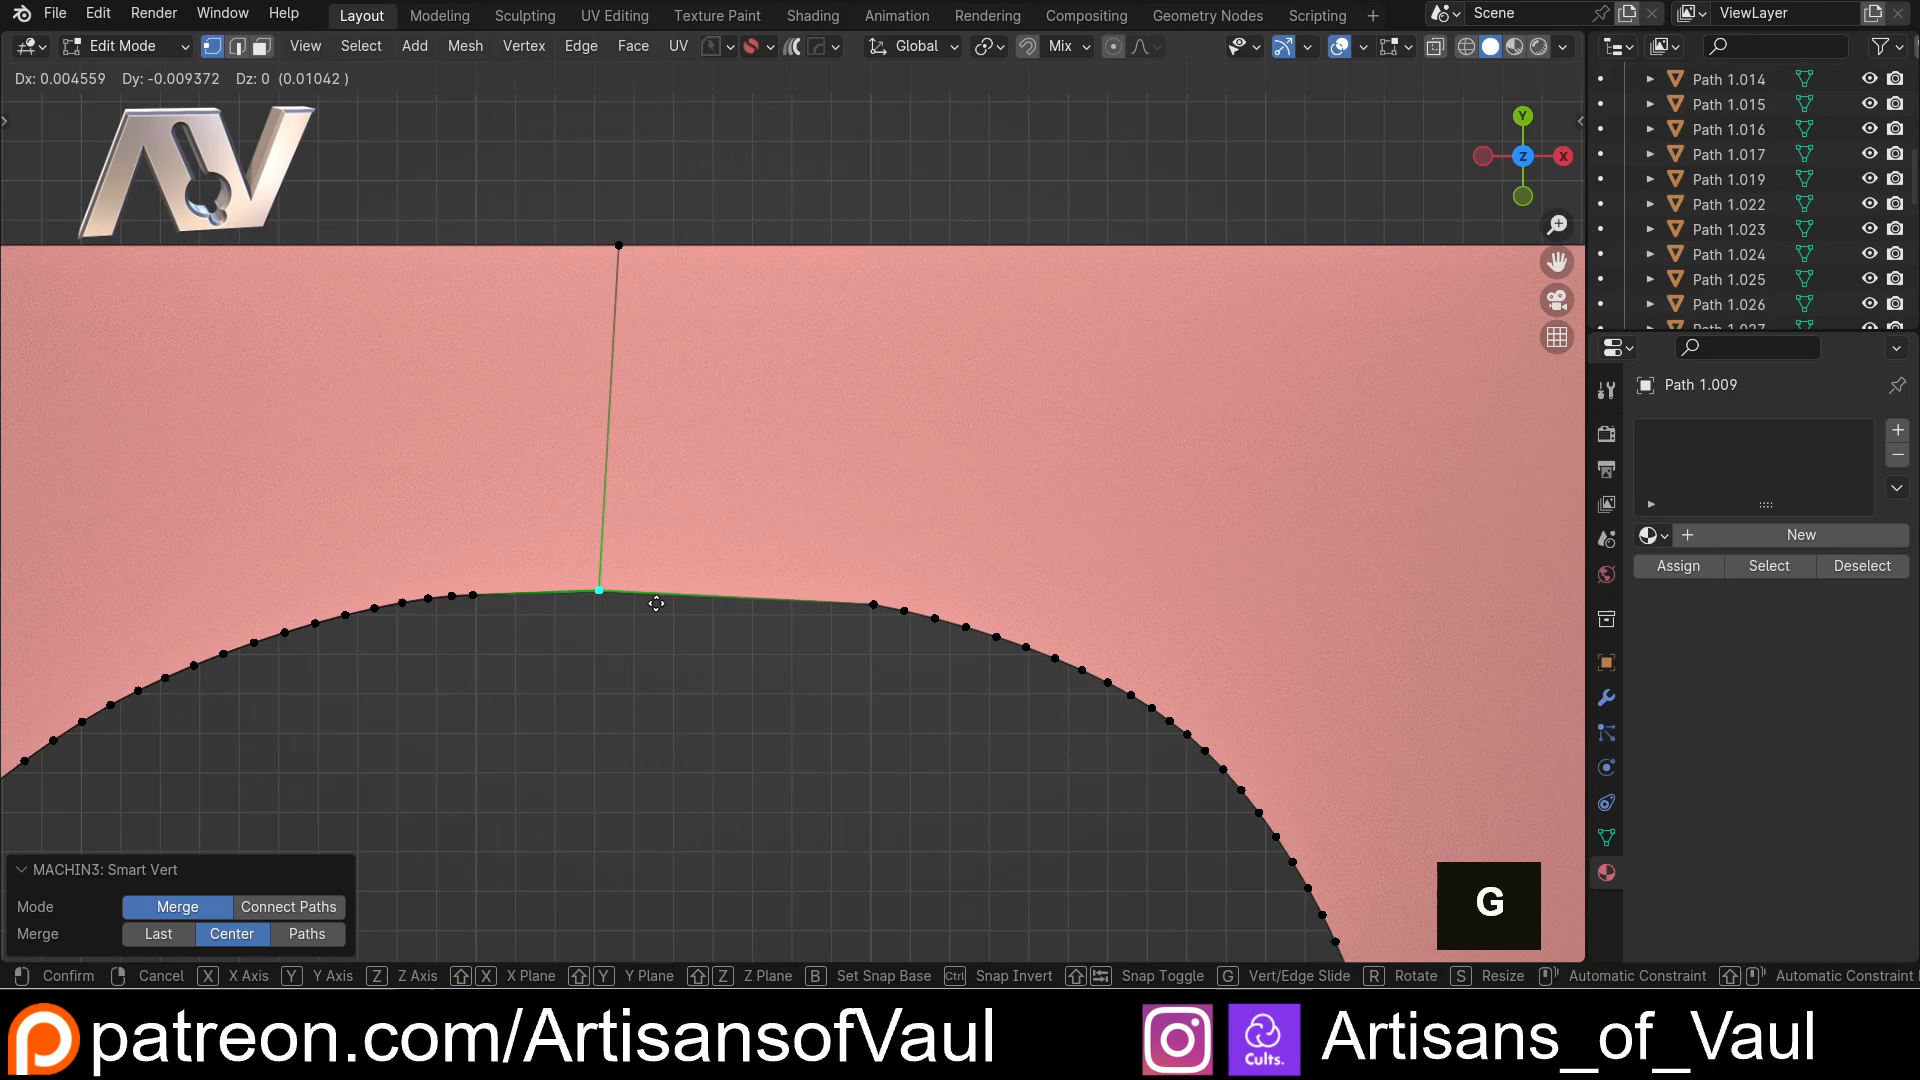 File Edit Render Window Help Layout Modeling Sculpting UV Editing Texture Paint Shading Animation Rendering Compositing Geometry Nodes Scripting + Scene ViewLayer
Edit Mode View Select Add Mesh Vertex Edge Face UV Global Mix
Dx: 0.004559 Dy: -0.009372 Dz: 0 (0.01042 )
AV
Y
Z X
Path 1.014
Path 1.015
Path 1.016
Path 1.017
Path 1.019
Path 1.022
Path 1.023
Path 1.024
Path 1.025
Path 1.026
Path 1.027
Path 1.009
New
Assign Select Deselect
MACHIN3: Smart Vert
Mode Merge Connect Paths
Merge Last Center Paths
G
Confirm Cancel X X Axis Y Y Axis Z Z Axis X X Plane Y Y Plane Z Z Plane B Set Snap Base Ctrl Snap Invert Snap Toggle G Vert/Edge Slide R Rotate S Resize Automatic Constraint Automatic Constraint
patreon.com/ArtisansofVaul Cults. Artisans_of_Vaul